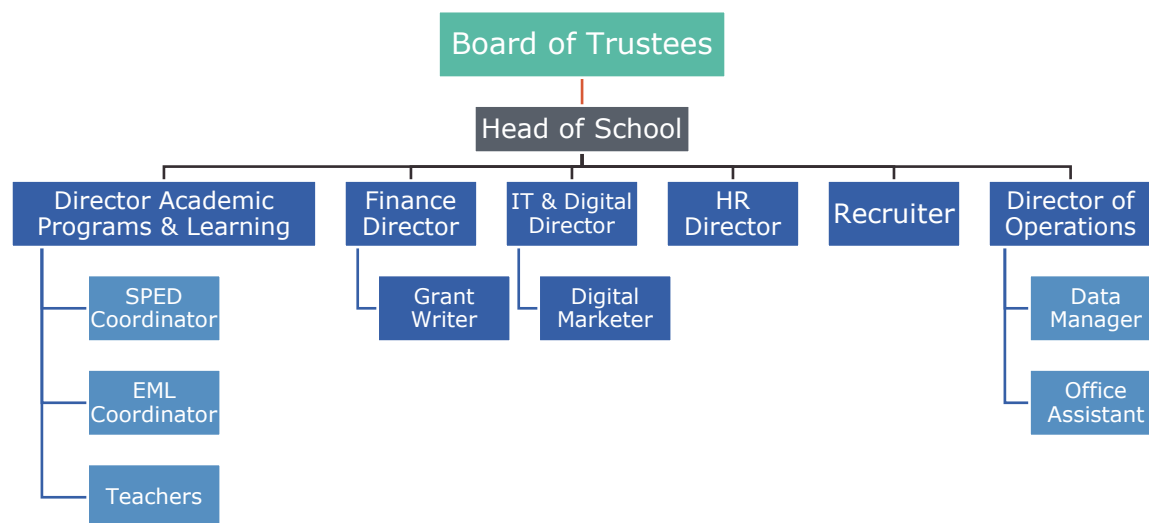 Board of Trustees
Head of School
Director Academic
Programs & Learning
Finance
Director
IT & Digital
Director
HR
Director
Recruiter
Director of
Operations
SPED
Coordinator
EML
Coordinator
Teachers
Grant
Writer
Digital
Marketer
Data
Manager
Office
Assistant